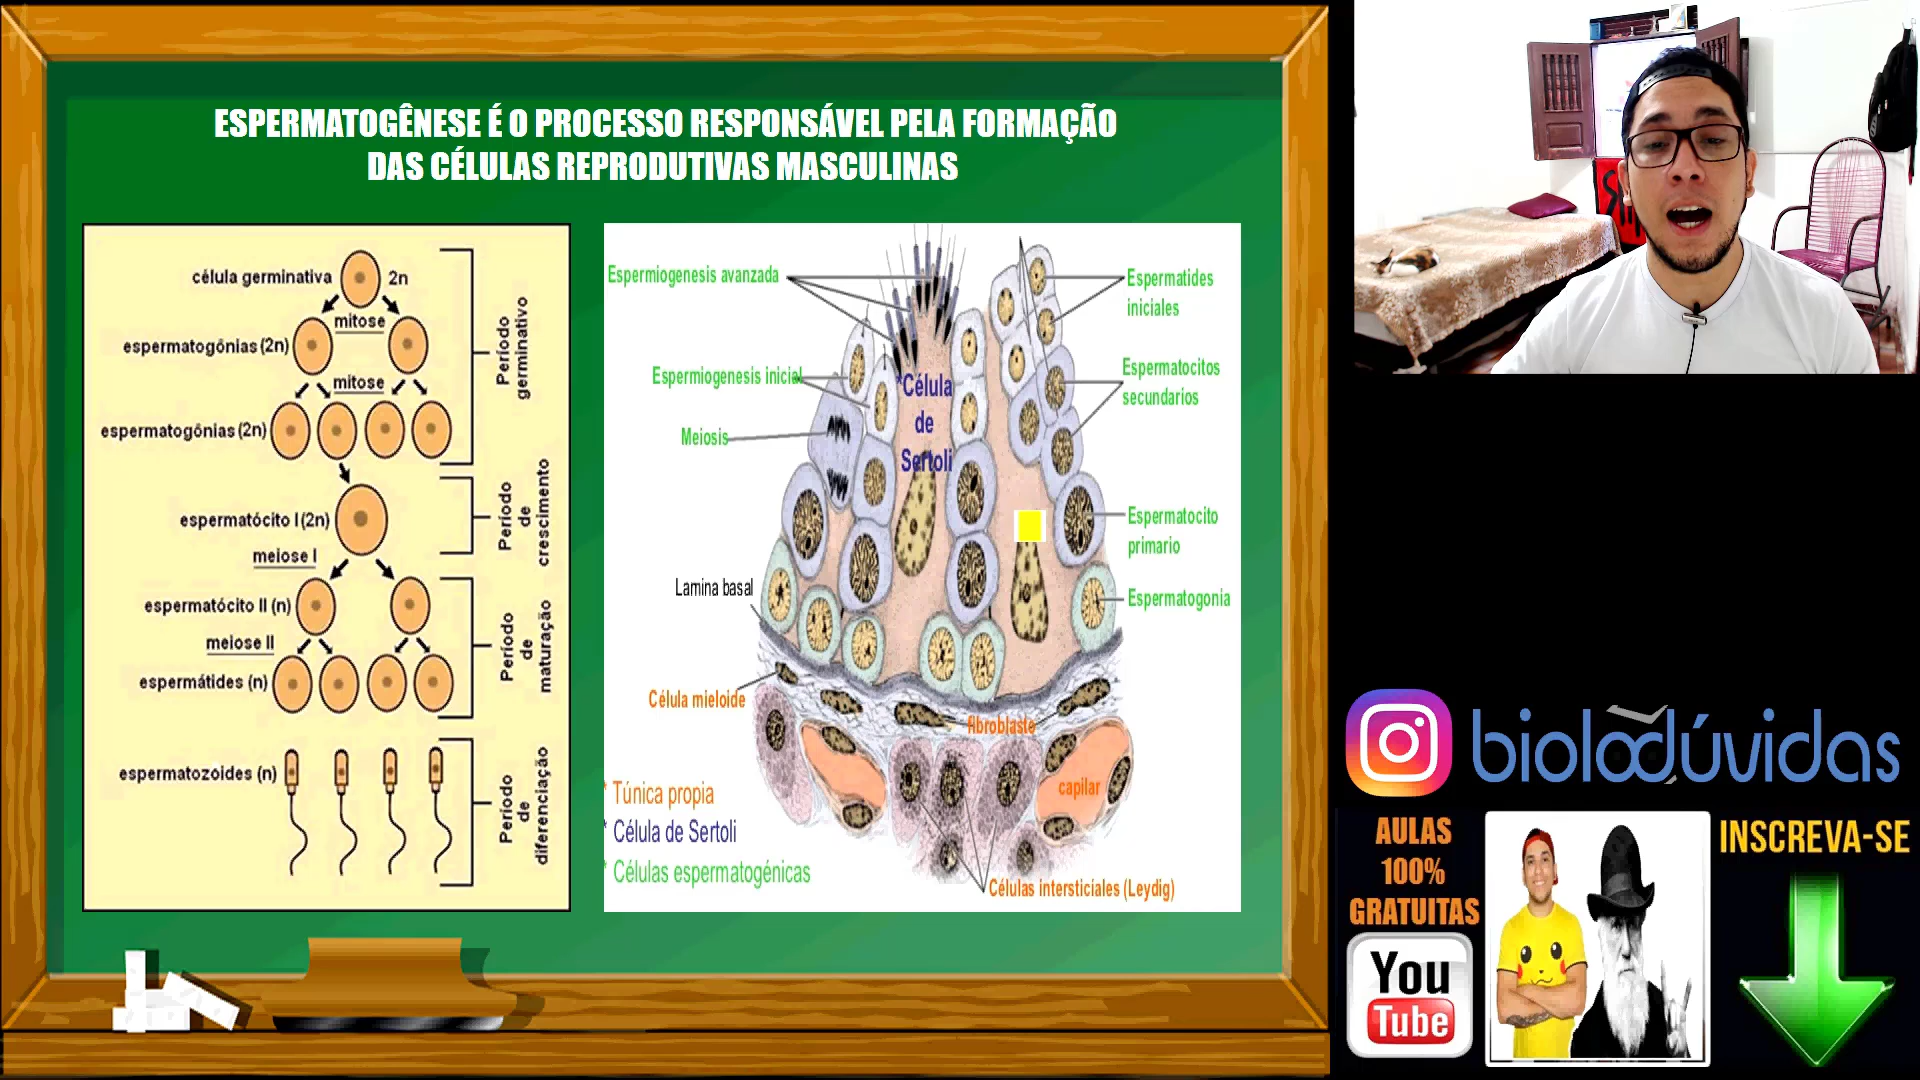 ESPERMATOGÊNESE É O PROCESSO RESPONSÁVEL PELA FORMAÇÃO
DAS CÉLULAS REPRODUTIVAS MASCULINAS
célula germinativa
2n
mitose
espermatogônias (2n)
mitose
espermatogônias (2n)
Período
germinativo
espermatócito I (2n)
meiose I
Período
de
crescimento
espermatócito II (n)
meiose II
espermátides (n)
Período
de
maturação
espermatozóides (n)
Período
de
diferenciação
Espermiogenesis avanzada
Espermiogenesis inicial
Meiosis
Lamina basal
Célula mieloide
*Célula
de
Sertoli
Espermatides
iniciales
Espermatocitos
secundarios
Espermatocito
primario
Espermatogonia
fibroblasto
capilar
Células intersticiales (Leydig)
* Túnica propia
* Célula de Sertoli
* Células espermatogénicas
biolodúvidas
AULAS
100%
GRATUITAS
You
Tube
INSCREVA-SE